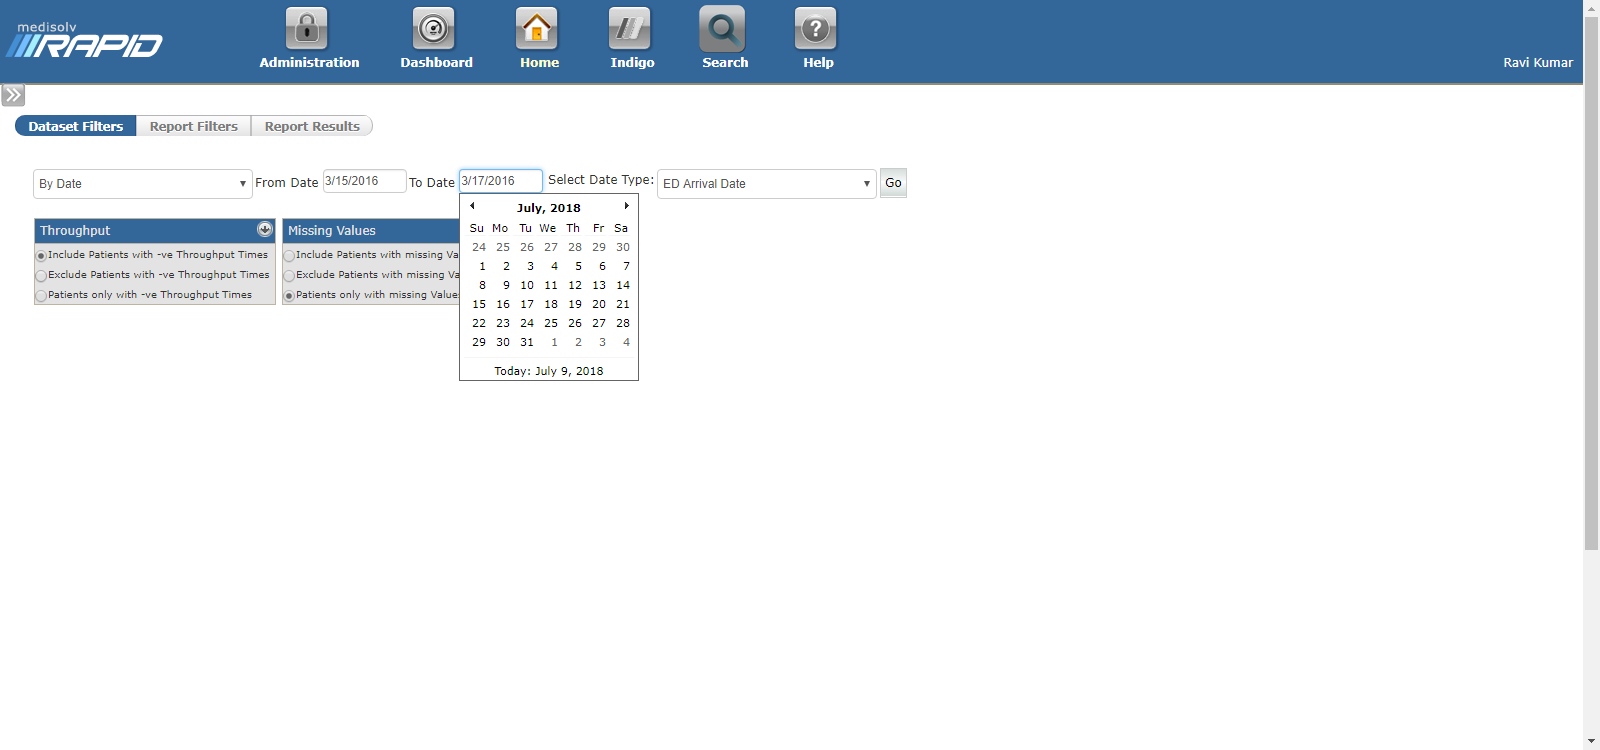 medisolv
RAPID
Administration
Dashboard
Home
Indigo
Search
Help
Ravi Kumar
Dataset Filters
Report Filters
Report Results
By Date
From Date 3/15/2016
To Date 3/17/2016
Select Date Type: ED Arrival Date
Go
Throughput
Include Patients with -ve Throughput Times
Exclude Patients with -ve Throughput Times
Patients only with -ve Throughput Times
Missing Values
Include Patients with missing Va
Exclude Patients with missing Va
Patients only with missing Values
July, 2018
Su Mo Tu We Th Fr Sa
24 25 26 27 28 29 30
1 2 3 4 5 6 7
8 9 10 11 12 13 14
15 16 17 18 19 20 21
22 23 24 25 26 27 28
29 30 31 1 2 3 4
Today: July 9, 2018